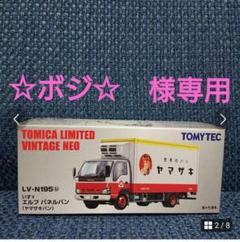 ☆ボジ☆ 様専用
TOMICA LIMITED
VINTAGE NEO
TOMYTEC
LV-N195
いすゞ
エルフ パネルバン
(ヤマザキパン)
ヤマザキ
2/8